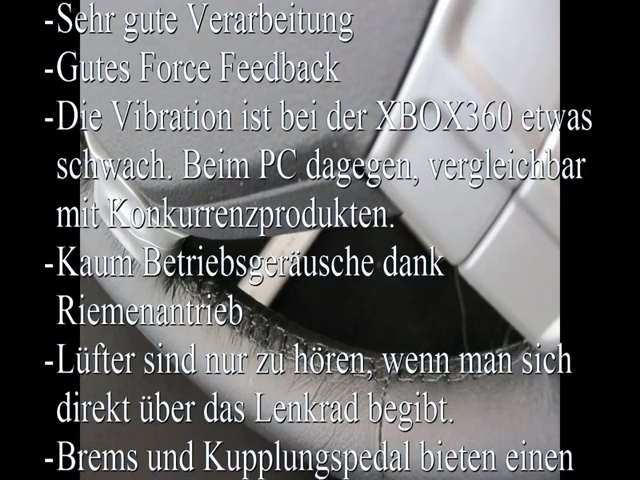 -Sehr gute Verarbeitung
-Gutes Force Feedback
-Die Vibration ist bei der XBOX360 etwas
schwach. Beim PC dagegen, vergleichbar
mit Konkurrenzprodukten.
-Kaum Betriebsgeräusche dank
Riemenantrieb
-Lüfter sind nur zu hören, wenn man sich
direkt über das Lenkrad begibt.
-Brems und Kupplungspedal bieten einen